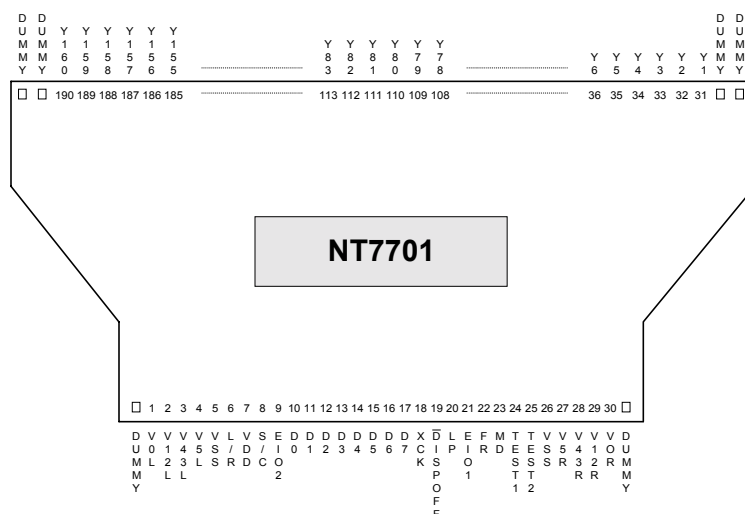 DUMMY DUMMY Y160 Y159 Y158 Y157 Y156 Y155 Y83 Y82 Y81 Y80 Y79 Y78 Y6 Y5 Y4 Y3 Y2 Y1 DUMMY DUMMY
190 189 188 187 186 185 113 112 111 110 109 108 36 35 34 33 32 31
NT7701
1 2 3 4 5 6 7 8 9 10 11 12 13 14 15 16 17 18 19 20 21 22 23 24 25 26 27 28 29 30
DUMMY V0L V12L V43L V5L VSS L/R VDD S/C EIO2 D0 D1 D2 D3 D4 D5 D6 D7 XCK DISPOFF LP EIO1 FR MD TEST1 TEST2 VSS V5R V43R V12R VOR DUMMY